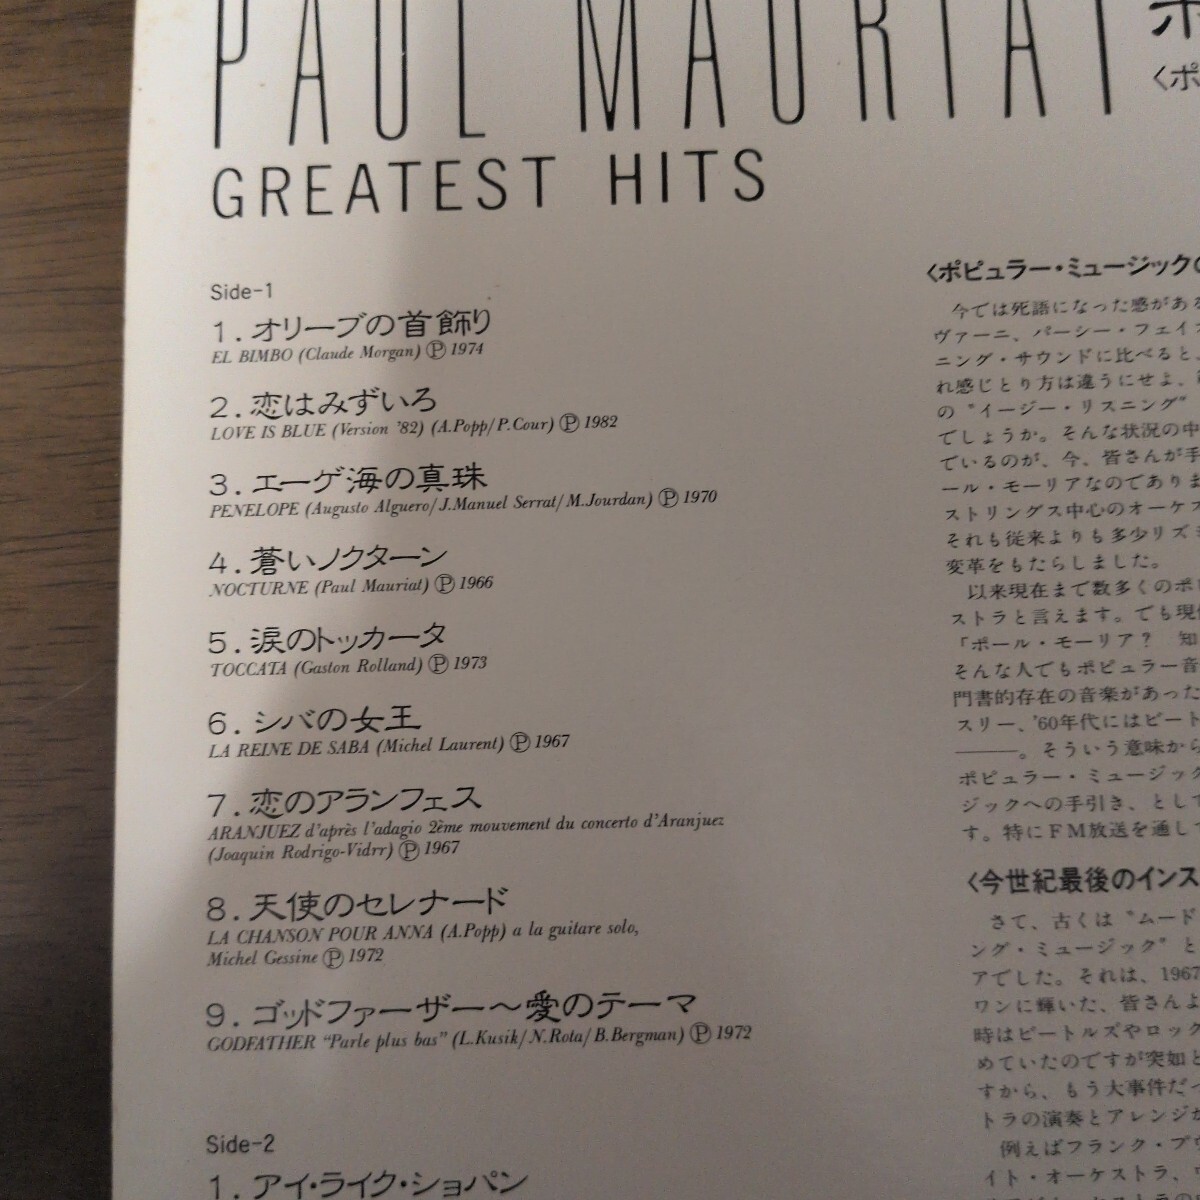 PAUL MAURIAT
GREATEST HITS
Side-1
1. オリーブの首飾り
EL BIMBO (Claude Morgan) Ⓟ 1974
2. 恋はみずいろ
LOVE IS BLUE (Version '82) (A.Popp/P.Cour) Ⓟ 1982
3. エーゲ海の真珠
PENELOPE (Augusto Alguero/J.Manuel Serrat/M.Jourdan) Ⓟ 1970
4. 蒼いノクターン
NOCTURNE (Paul Mauriat) Ⓟ 1966
5. 涙のトッカータ
TOCCATA (Gaston Rolland) Ⓟ 1973
6. シバの女王
LA REINE DE SABA (Michel Laurent) Ⓟ 1967
7. 恋のアランフェス
ARANJUEZ d'après l'adagio 2ème mouvement du concerto d'Aranjuez
(Joaquin Rodrigo-Vidrr) Ⓟ 1967
8. 天使のセレナード
LA CHANSON POUR ANNA (A.Popp) a la guitare solo,
Michel Gessine Ⓟ 1972
9. ゴッドファーザー〜愛のテーマ
GODFATHER “Parle plus bas” (L.Kusik/N.Rota/B.Bergman) Ⓟ 1972
Side-2
1. アイ・ライク・ショパン
〈ポ
〈ポピュラー・ミュージックの
今では死語になった感がある
ヴァーニ、パーシー・フェイス
ニング・サウンドに比べると、
れ感じとり方は違うにせよ、
の〝イージー・リスニング〟
でしょうか。そんな状況の中
ているのが、今、皆さんが手
ール・モーリアなのでありま
ストリングス中心のオーケス
それも従来よりも多少リズミ
変革をもたらしました。
以来現在まで数多くのポピ
ストラと言えます。でも現
「ポール・モーリア？ 知
そんな人でもポピュラー音
門書的存在の音楽があった
スリー、'60年代にはビート
───。そういう意味から
ポピュラー・ミュージック
ジックへの手引き、として
す。特にＦＭ放送を通して
〈今世紀最後のインス
さて、古くは〝ムード
ング・ミュージック〟と
アでした。それは、1967
ワンに輝いた、皆さんよ
時はビートルズやロック
めていたのですが突如と
すから、もう大事件だっ
トラの演奏とアレンジが
例えばフランク・プゥ
イト・オーケストラ、